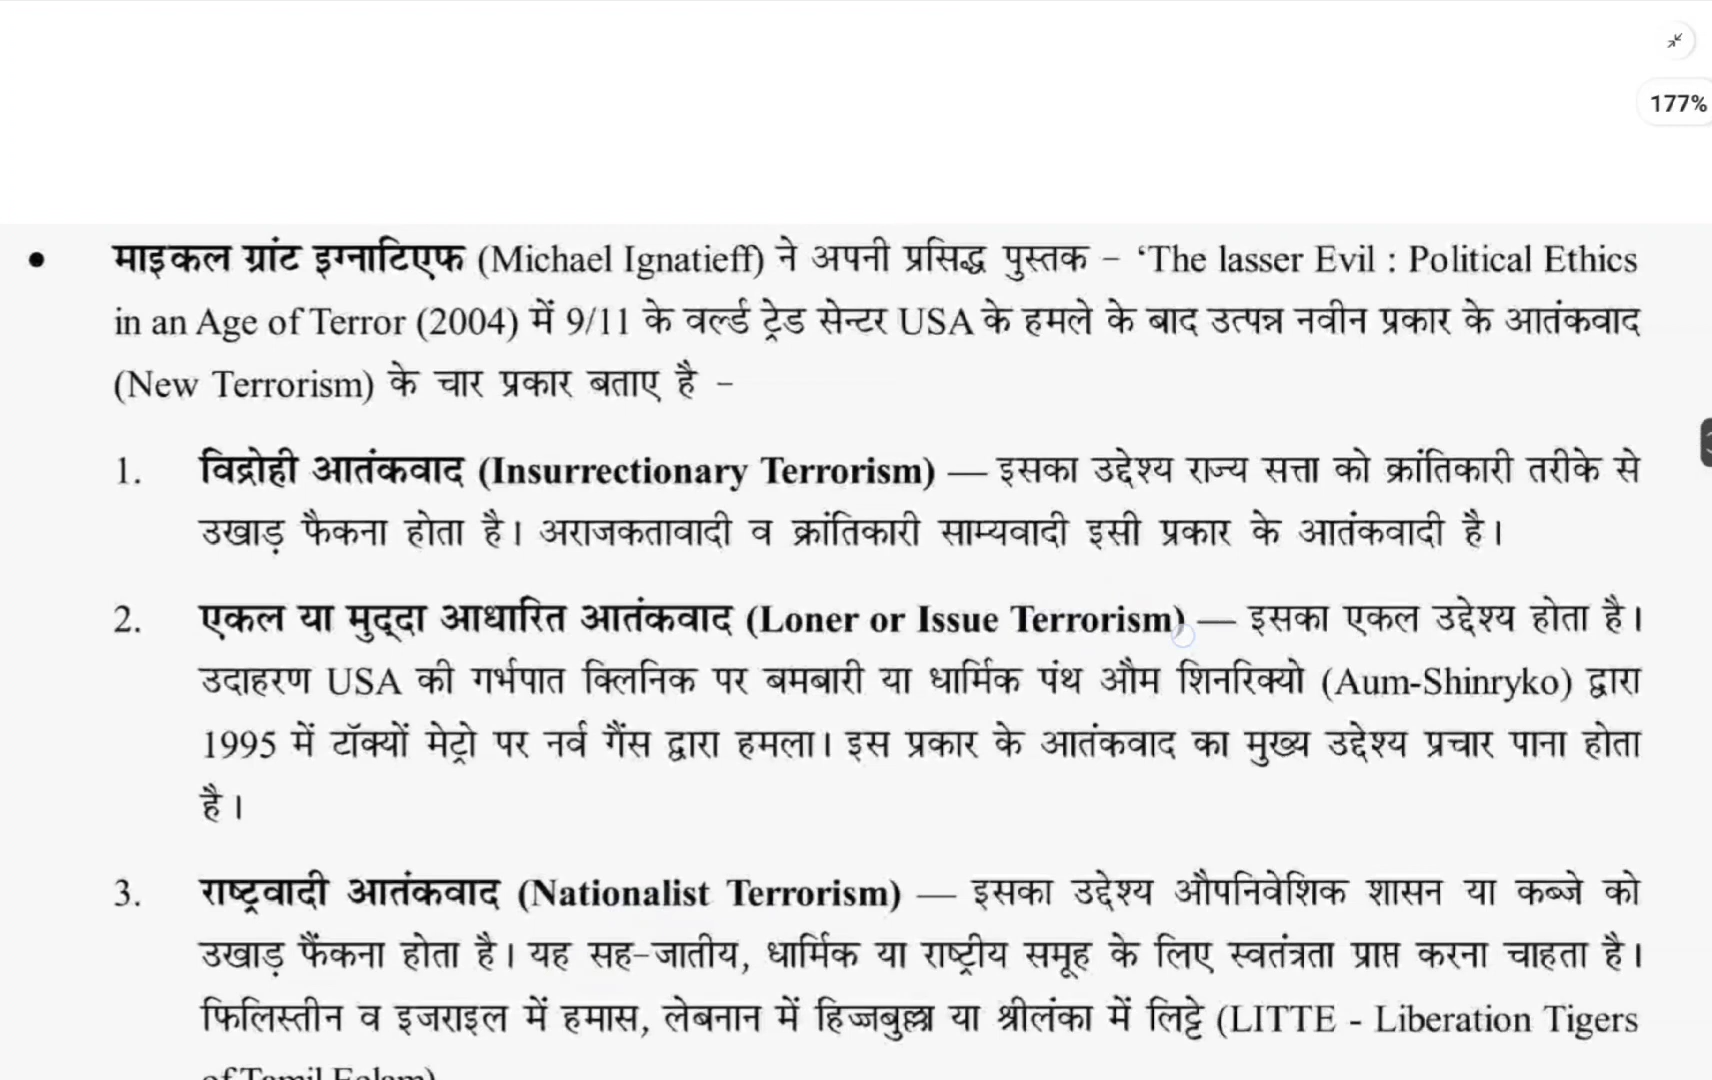 177%
• माइकल ग्रांट इग्नाटिएफ (Michael Ignatieff) ने अपनी प्रसिद्ध पुस्तक – ‘The lasser Evil : Political Ethics
in an Age of Terror (2004) में 9/11 के वर्ल्ड ट्रेड सेन्टर USA के हमले के बाद उत्पन्न नवीन प्रकार के आतंकवाद
(New Terrorism) के चार प्रकार बताए है –
1. विद्रोही आतंकवाद (Insurrectionary Terrorism) — इसका उद्देश्य राज्य सत्ता को क्रांतिकारी तरीके से
उखाड़ फैकना होता है। अराजकतावादी व क्रांतिकारी साम्यवादी इसी प्रकार के आतंकवादी है।
2. एकल या मुद्दा आधारित आतंकवाद (Loner or Issue Terrorism) — इसका एकल उद्देश्य होता है।
उदाहरण USA की गर्भपात क्लिनिक पर बमबारी या धार्मिक पंथ औम शिनरिक्यो (Aum-Shinryko) द्वारा
1995 में टॉक्यों मेट्रो पर नर्व गैंस द्वारा हमला। इस प्रकार के आतंकवाद का मुख्य उद्देश्य प्रचार पाना होता
है।
3. राष्ट्रवादी आतंकवाद (Nationalist Terrorism) — इसका उद्देश्य औपनिवेशिक शासन या कब्जे को
उखाड़ फैंकना होता है। यह सह-जातीय, धार्मिक या राष्ट्रीय समूह के लिए स्वतंत्रता प्राप्त करना चाहता है।
फिलिस्तीन व इजराइल में हमास, लेबनान में हिज्जबुल्ला या श्रीलंका में लिट्टे (LITTE - Liberation Tigers
of Tamil Eelam)